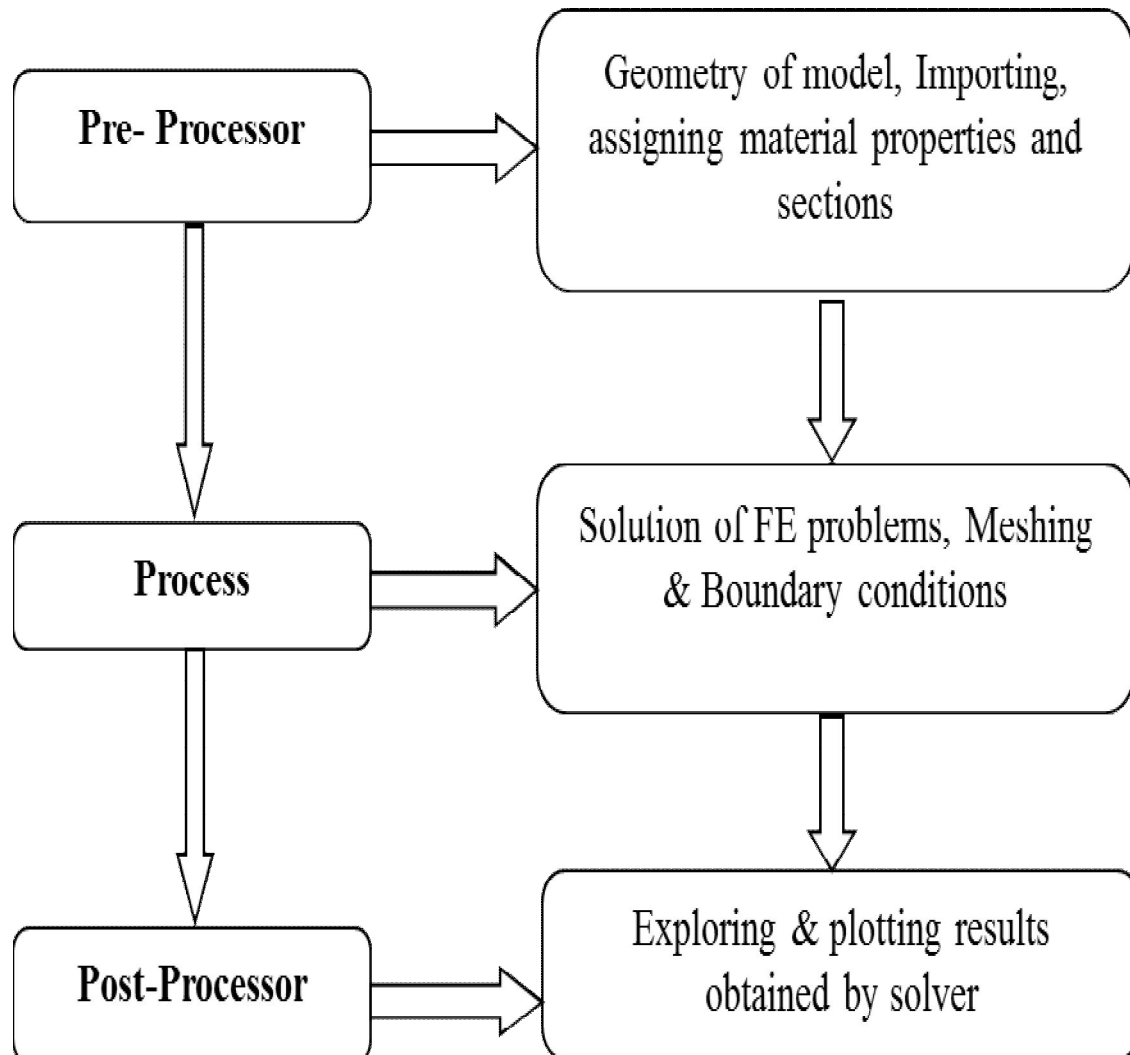 Pre- Processor
Geometry of model, Importing,
assigning material properties and
sections
Process
Solution of FE problems, Meshing
& Boundary conditions
Post-Processor
Exploring & plotting results
obtained by solver